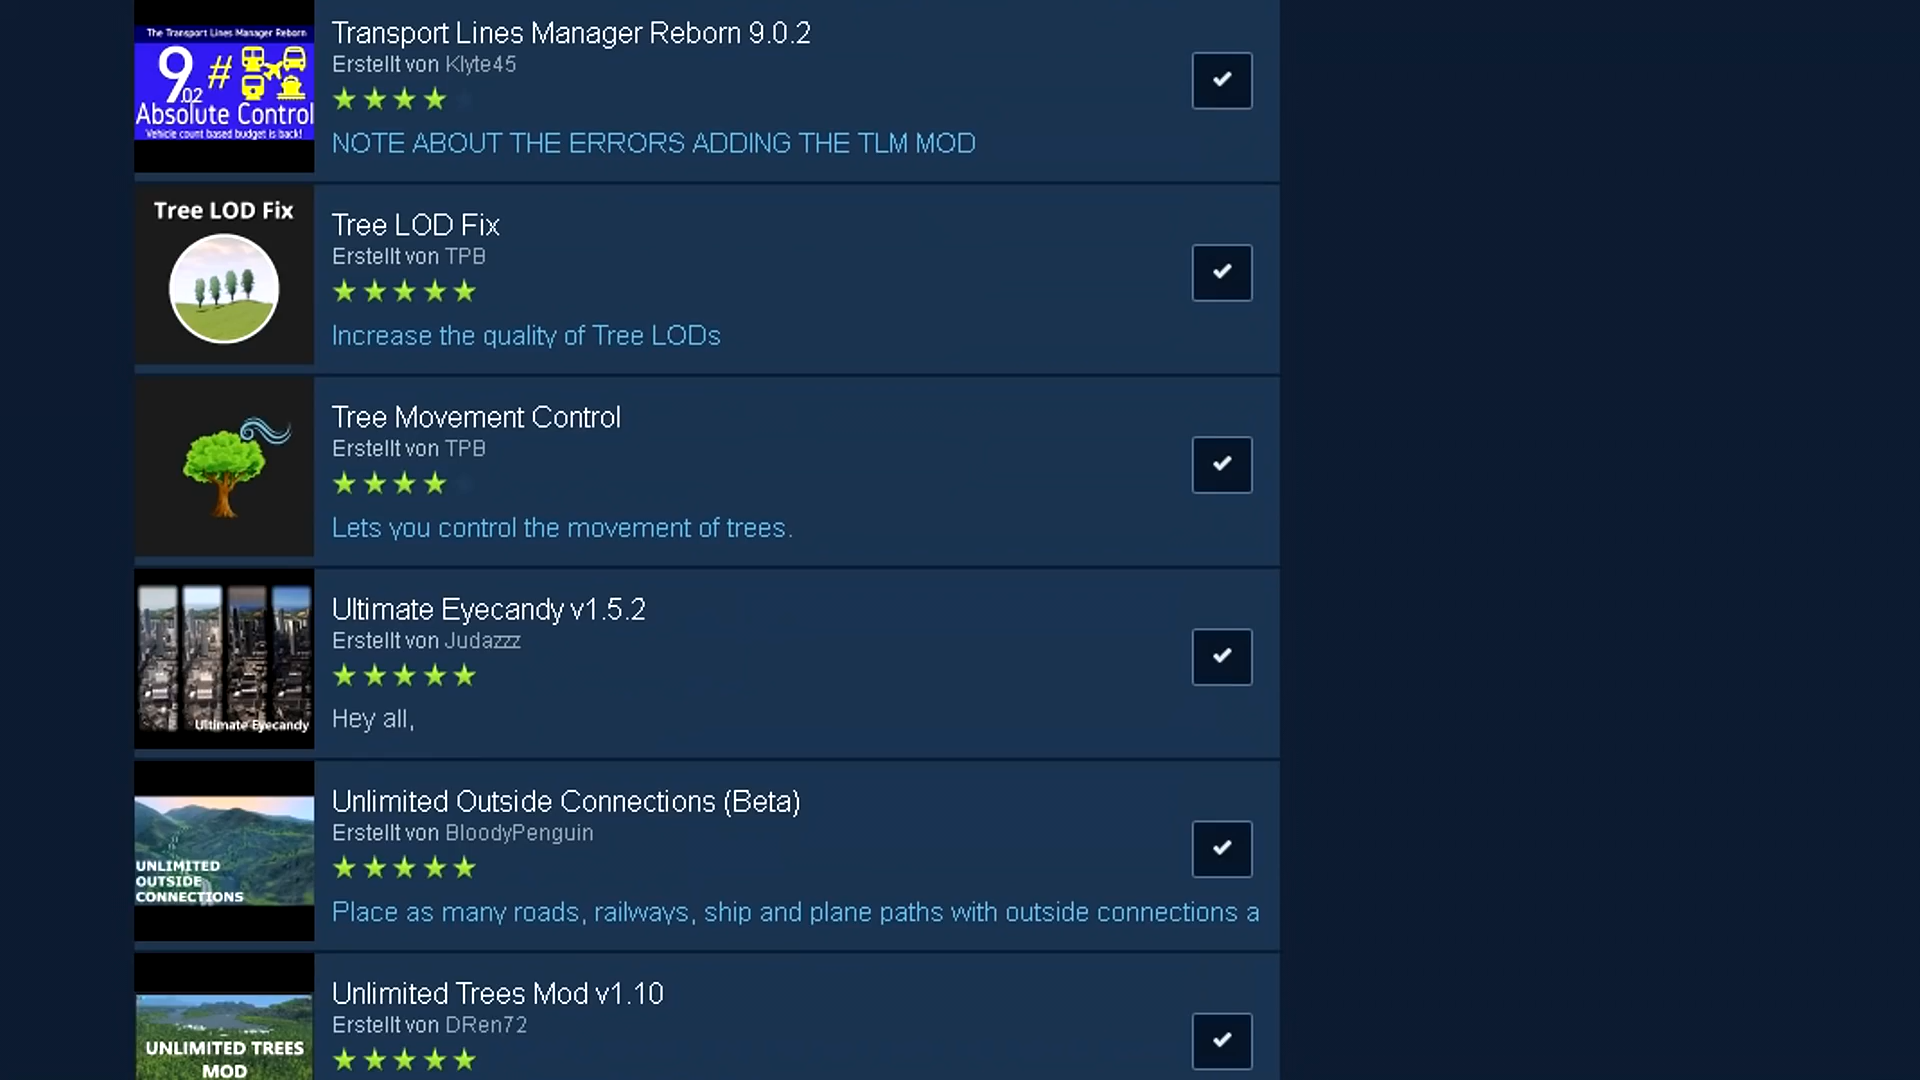 The Transport Lines Manager Reborn
9.02 #
Absolute Control
Vehicle count based budget is back!
Transport Lines Manager Reborn 9.0.2
Erstellt von Klyte45
NOTE ABOUT THE ERRORS ADDING THE TLM MOD
Tree LOD Fix
Tree LOD Fix
Erstellt von TPB
Increase the quality of Tree LODs
Tree Movement Control
Erstellt von TPB
Lets you control the movement of trees.
Ultimate Eyecandy
Ultimate Eyecandy v1.5.2
Erstellt von Judazzz
Hey all,
UNLIMITED
OUTSIDE
CONNECTIONS
Unlimited Outside Connections (Beta)
Erstellt von BloodyPenguin
Place as many roads, railways, ship and plane paths with outside connections a
UNLIMITED TREES
MOD
Unlimited Trees Mod v1.10
Erstellt von DRen72